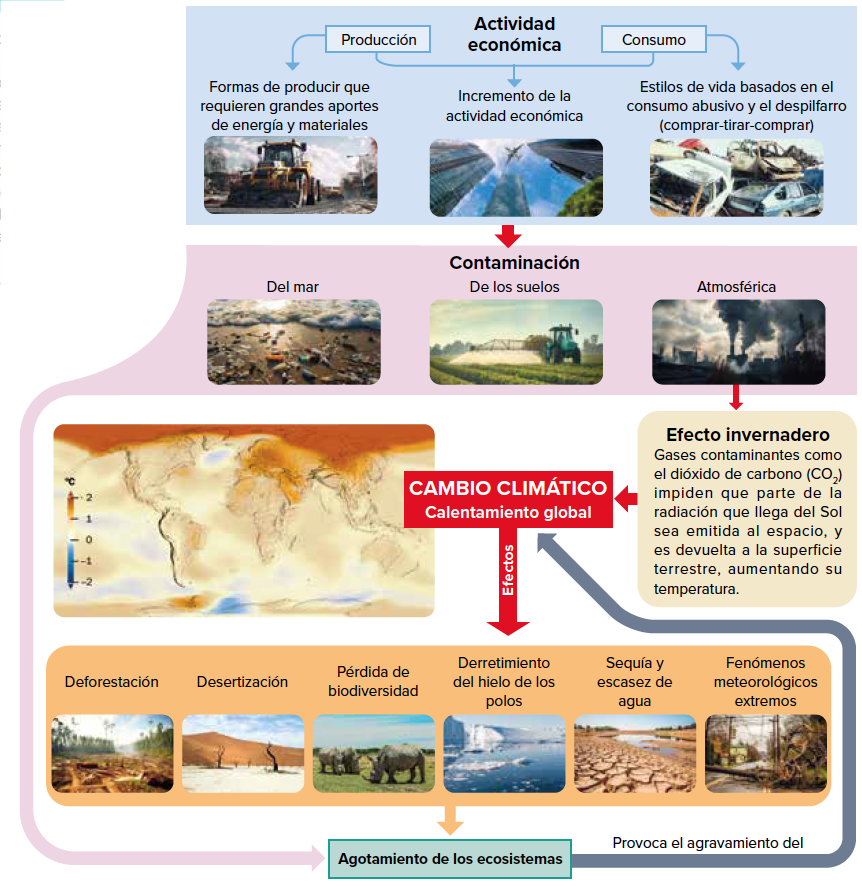 Actividad
económica
Producción
Consumo
Formas de producir que
requieren grandes aportes
de energía y materiales
Incremento de la
actividad económica
Estilos de vida basados en el
consumo abusivo y el despilfarro
(comprar-tirar-comprar)
Contaminación
Del mar
De los suelos
Atmosférica
Efecto invernadero
Gases contaminantes como
el dióxido de carbono (CO₂)
impiden que parte de la
radiación que llega del Sol
sea emitida al espacio, y
es devuelta a la superficie
terrestre, aumentando su
temperatura.
°C
2
1
0
-1
-2
CAMBIO CLIMÁTICO
Calentamiento global
Efectos
Deforestación
Desertización
Pérdida de
biodiversidad
Derretimiento
del hielo de los
polos
Sequía y
escasez de
agua
Fenómenos
meteorológicos
extremos
Agotamiento de los ecosistemas
Provoca el agravamiento del